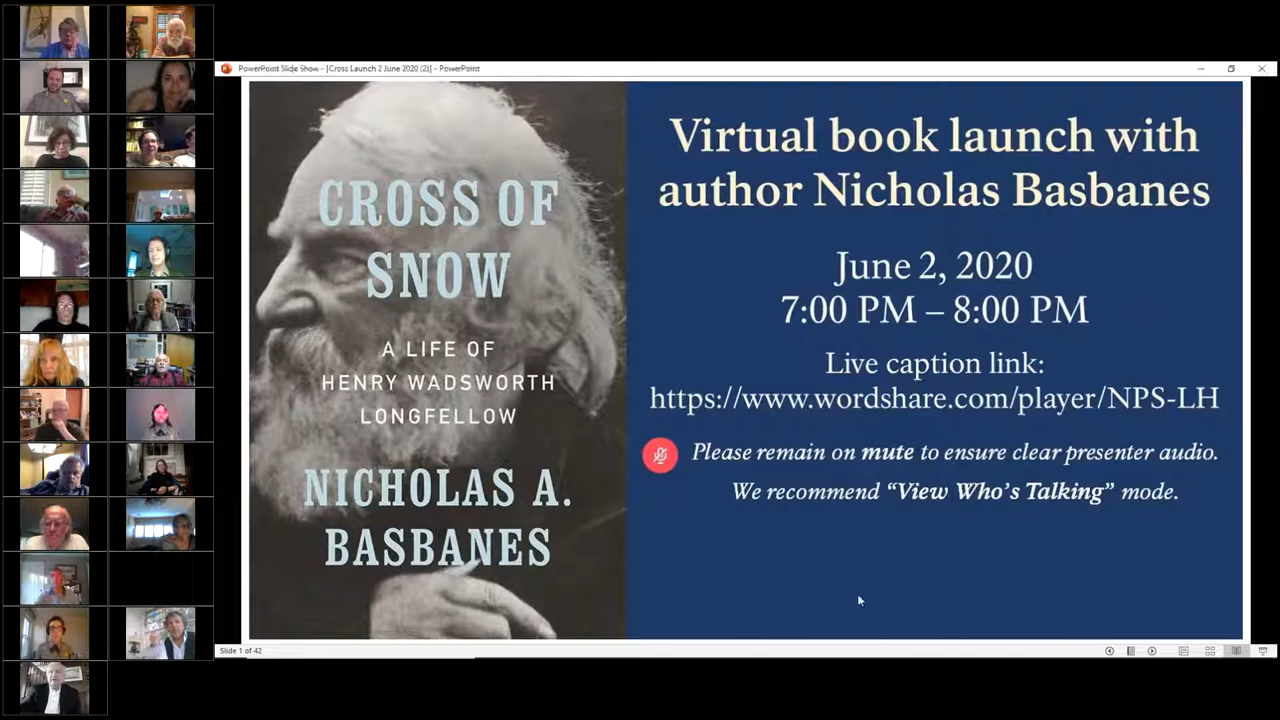 PowerPoint Slide Show - [Cross Launch 2 June 2020 (2)] - PowerPoint
CROSS OF
SNOW
A LIFE OF
HENRY WADSWORTH
LONGFELLOW
NICHOLAS A.
BASBANES
Virtual book launch with
author Nicholas Basbanes
June 2, 2020
7:00 PM – 8:00 PM
Live caption link:
https://www.wordshare.com/player/NPS-LH
Please remain on mute to ensure clear presenter audio.
We recommend “View Who’s Talking” mode.
Slide 1 of 42